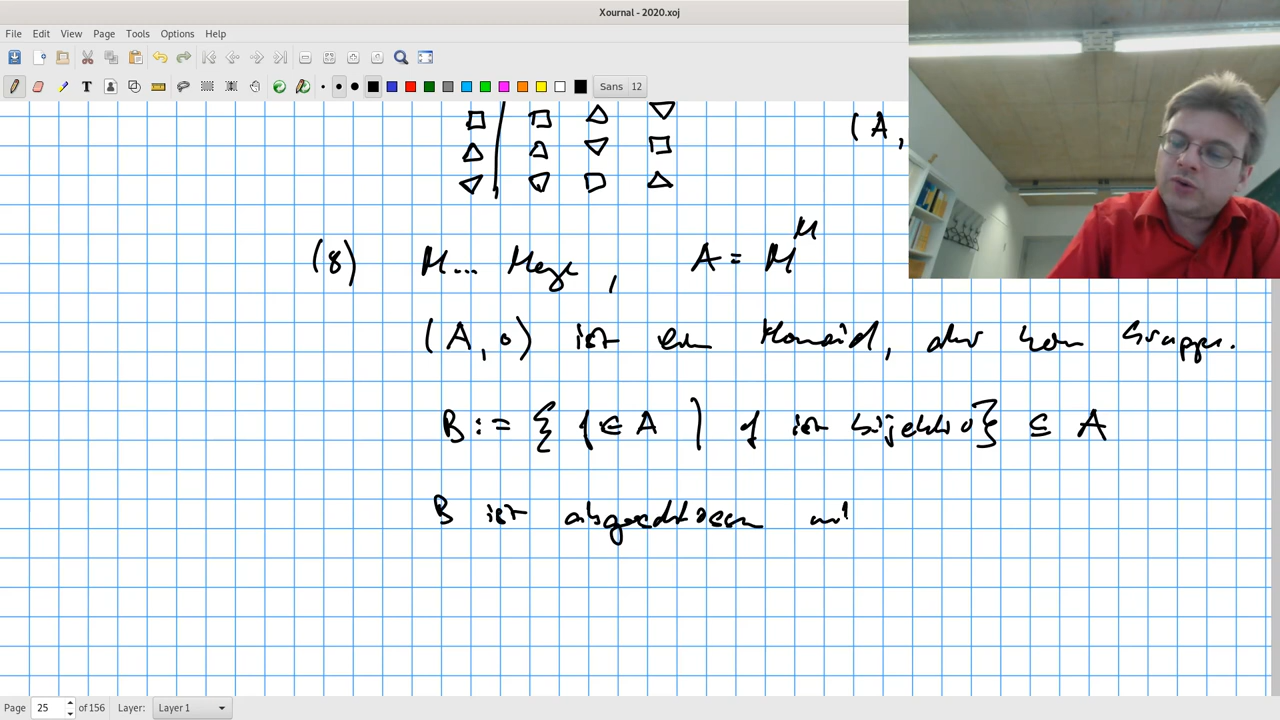 Xournal - 2020.xoj
File Edit View Page Tools Options Help
T Sans 12
(A,
(8) M... Menge, A = M^M
(A, ∘) ist ein Monoid, aber kein Gruppe.
B := { f ∈ A | f ist bijektiv} ⊆ A
B ist abgeschlossen unt
Page 25 of 156 Layer: Layer 1